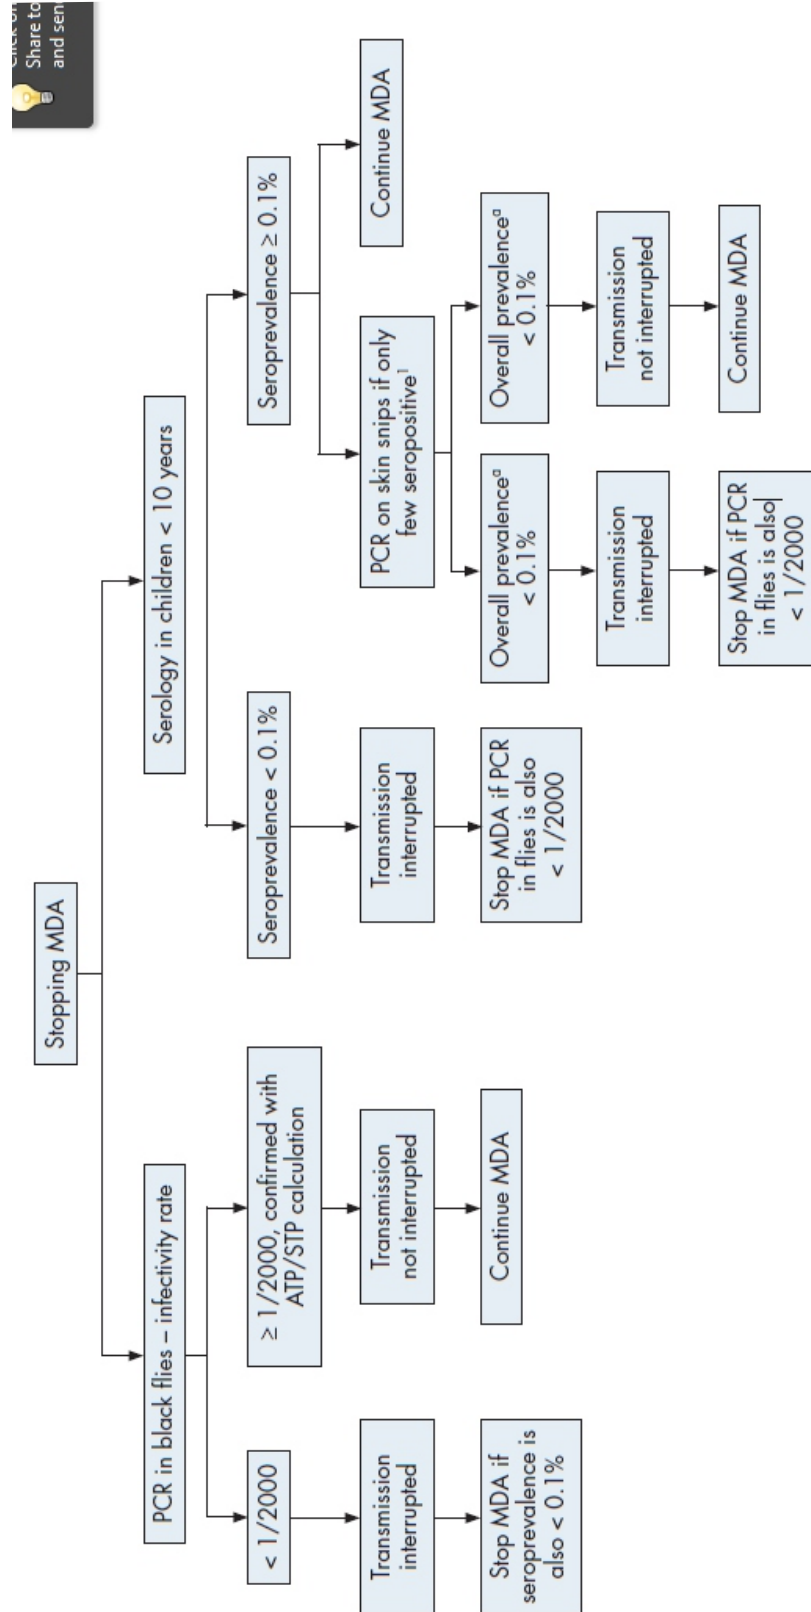 Share to
and sen
Stopping MDA
PCR in black flies – infectivity rate
Serology in children < 10 years
< 1/2000
≥ 1/2000, confirmed with
ATP/STP calculation
Seroprevalence < 0.1%
Seroprevalence ≥ 0.1%
Transmission
interrupted
Transmission
not interrupted
Transmission
interrupted
PCR on skin snips if only
few seropositive¹
Continue MDA
Stop MDA if
seroprevalence is
also < 0.1%
Continue MDA
Stop MDA if PCR
in flies is also
< 1/2000
Overall prevalenceᵃ
< 0.1%
Overall prevalenceᵃ
< 0.1%
Transmission
interrupted
Transmission
not interrupted
Stop MDA if PCR
in flies is also
< 1/2000
Continue MDA